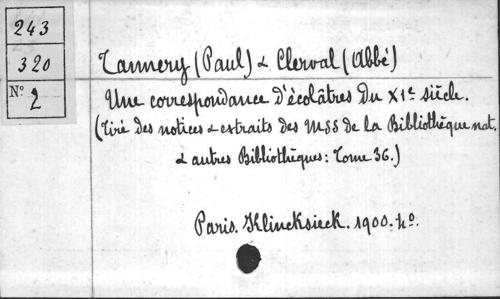 243
320
N° 2
Tannery (Paul) & Clerval (Abbé)
Une correspondance d'écolâtres du XIe siècle.
(Tiré des notices & extraits des MSS de la Bibliothèque nat.
& autres Bibliothèques: Tome 36.)
Paris. Klincksieck. 1900. 4o.